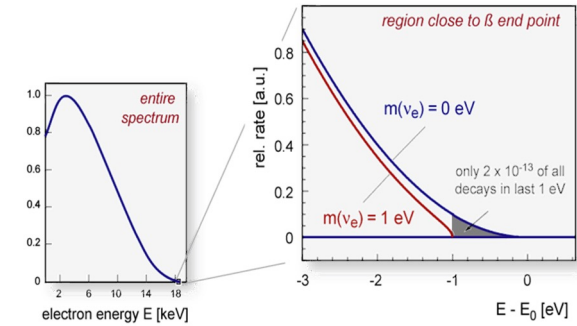 entire
spectrum
1.0
0.8
0.6
0.4
0.2
0
2 6 10 14 18
electron energy E [keV]
region close to ß end point
rel. rate [a.u.]
0.8
0.6
0.4
0.2
0
m(νe) = 0 eV
only 2 x 10⁻¹³ of all
decays in last 1 eV
m(νe) = 1 eV
-3 -2 -1 0
E - E₀ [eV]